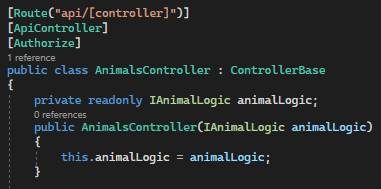 [Route("api/[controller]")]
[ApiController]
[Authorize]
1 reference
public class AnimalsController : ControllerBase
{
    private readonly IAnimalLogic animalLogic;
    0 references
    public AnimalsController(IAnimalLogic animalLogic)
    {
        this.animalLogic = animalLogic;
    }